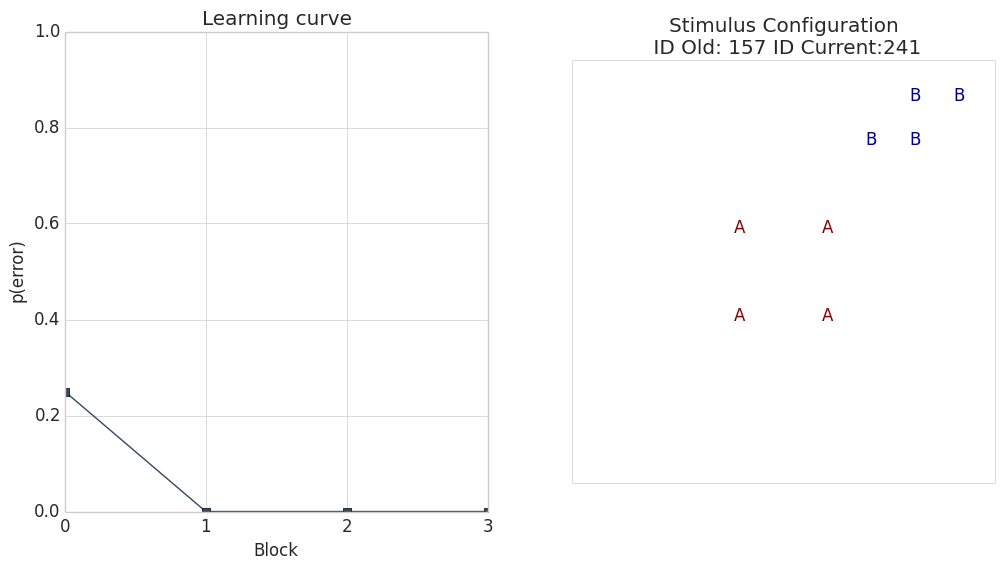 Learning curve
1.0
0.8
0.6
0.4
0.2
0.0
0 1 2 3
p(error)
Block
Stimulus Configuration
ID Old: 157 ID Current:241
B B
B B
A A
A A